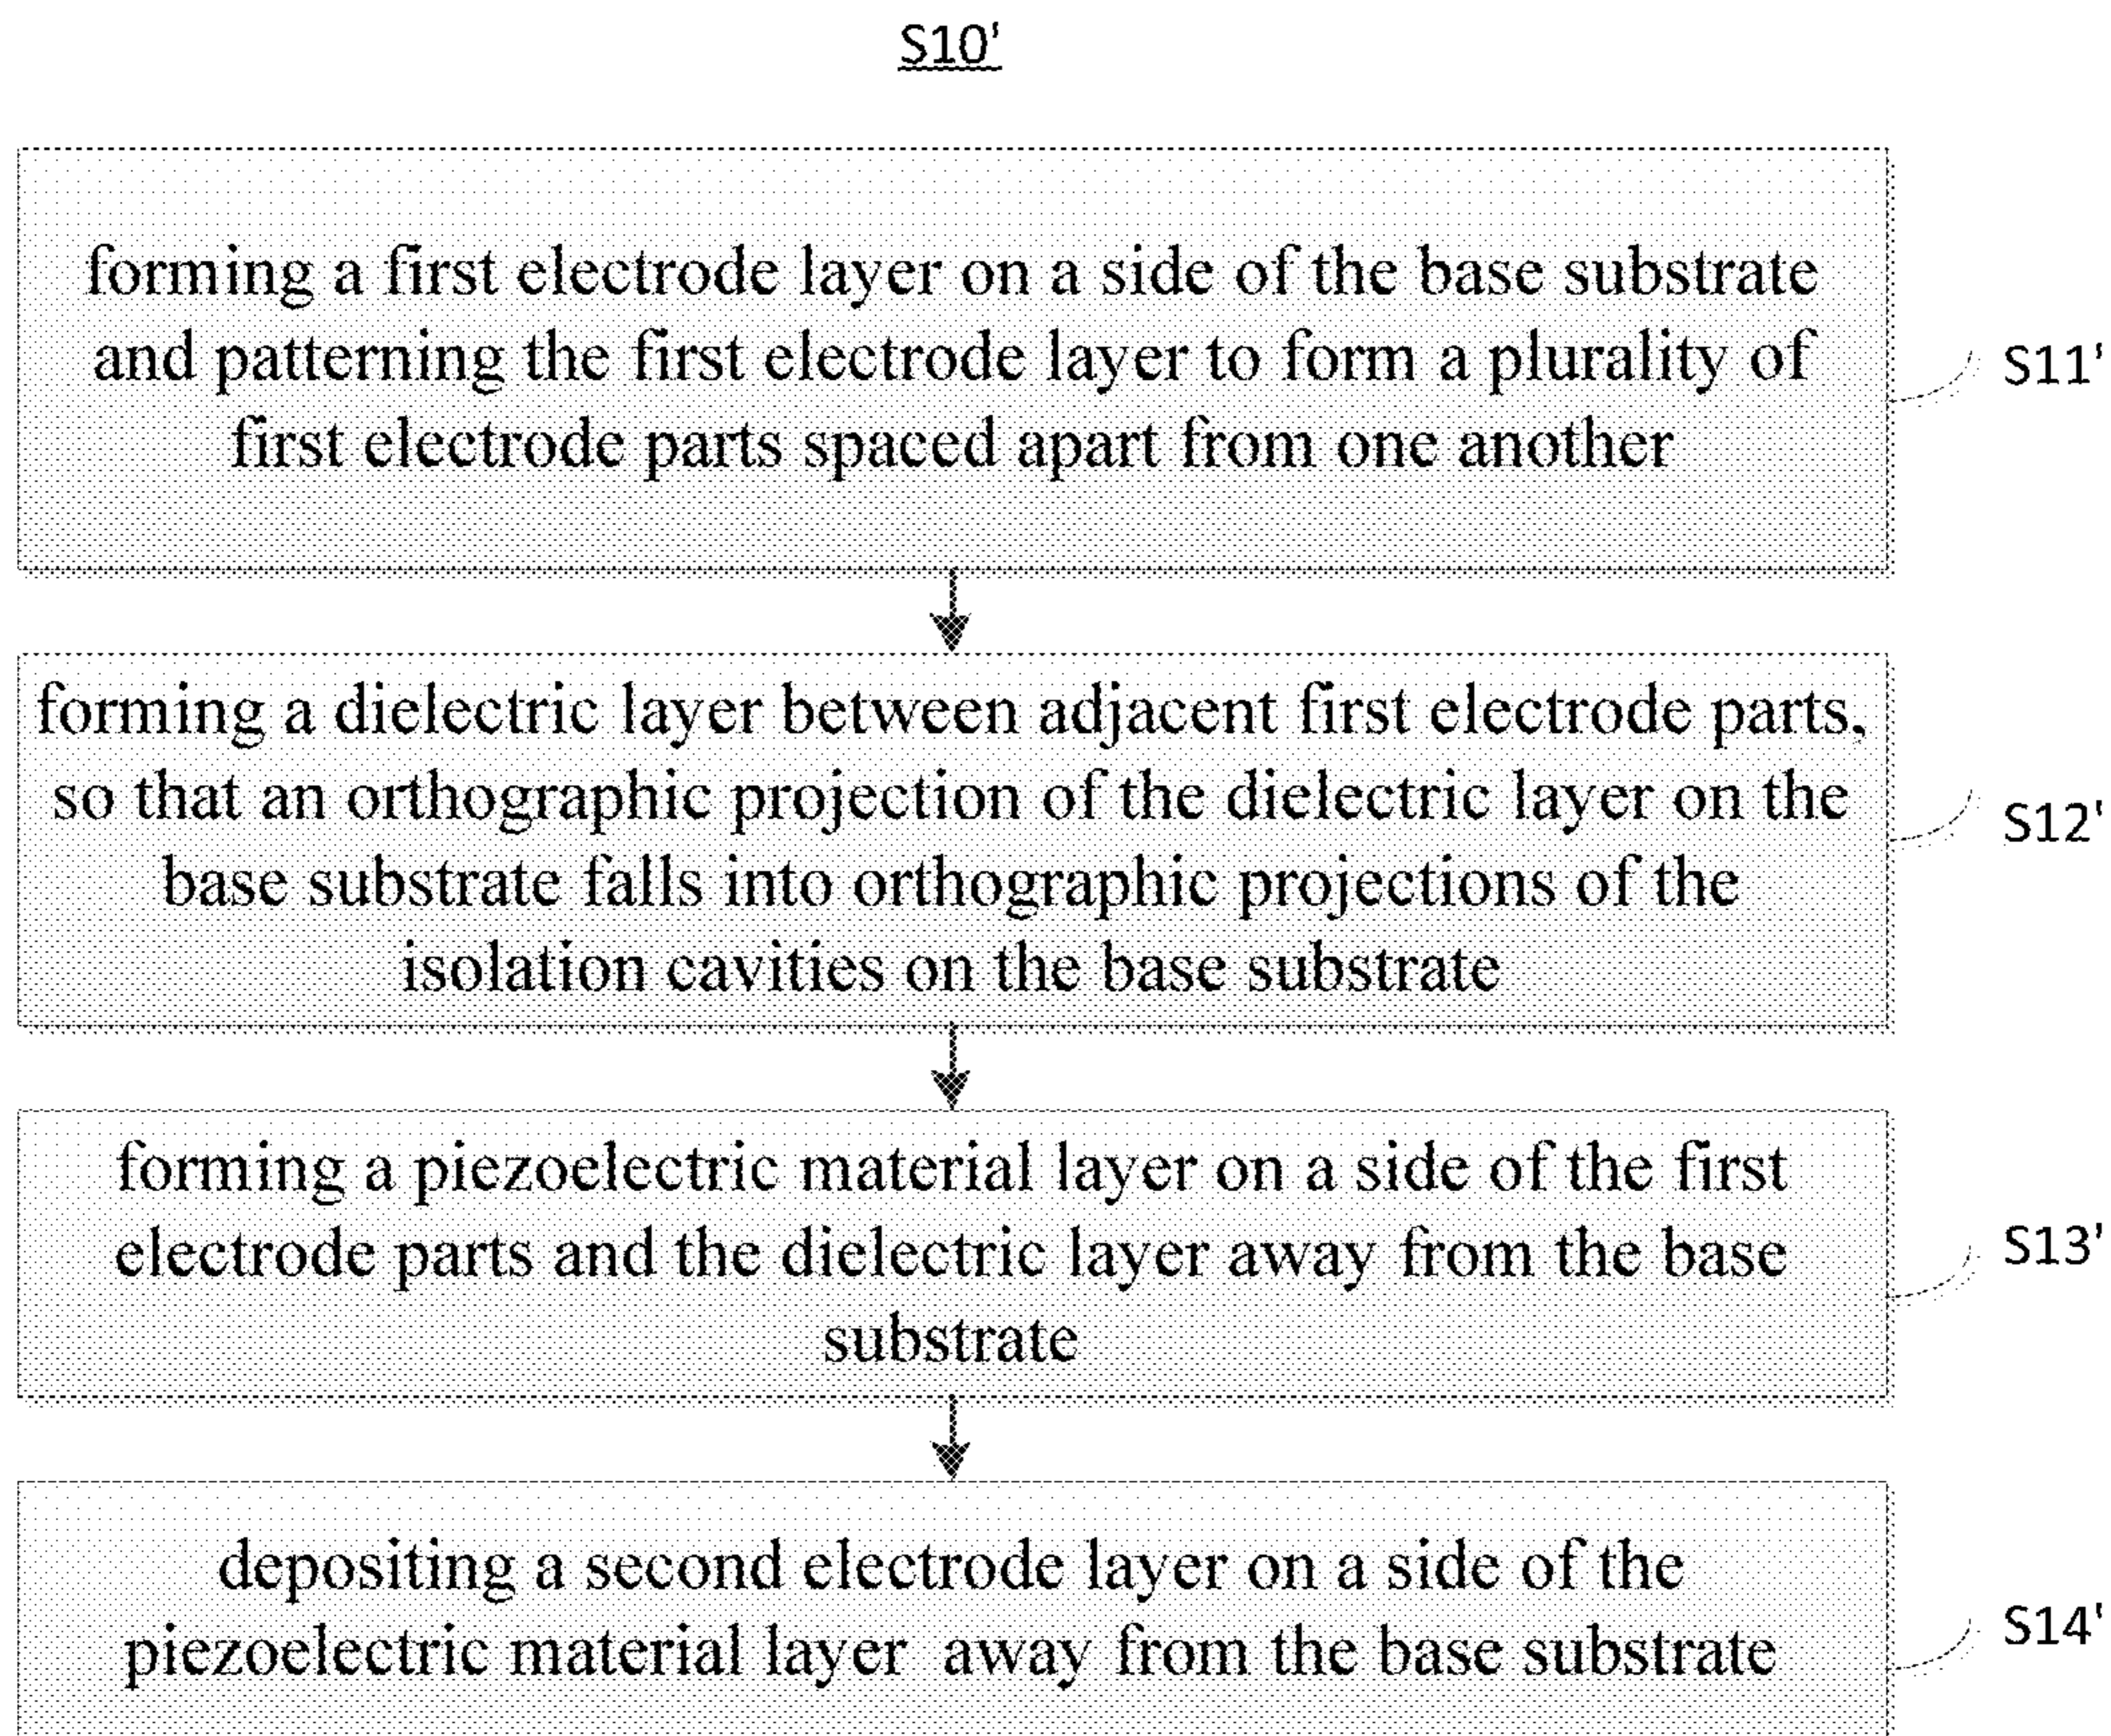 S10'
forming a first electrode layer on a side of the base substrate
and patterning the first electrode layer to form a plurality of
first electrode parts spaced apart from one another
S11'
forming a dielectric layer between adjacent first electrode parts,
so that an orthographic projection of the dielectric layer on the
base substrate falls into orthographic projections of the
isolation cavities on the base substrate
S12'
forming a piezoelectric material layer on a side of the first
electrode parts and the dielectric layer away from the base
substrate
S13'
depositing a second electrode layer on a side of the
piezoelectric material layer away from the base substrate
S14'